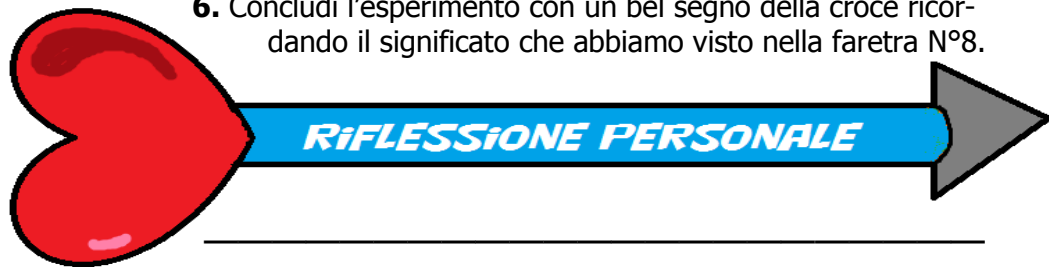 6. Concludi l'esperimento con un bel segno della croce ricor-
dando il significato che abbiamo visto nella faretra N°8.
RiFLESSiONE PERSONALE